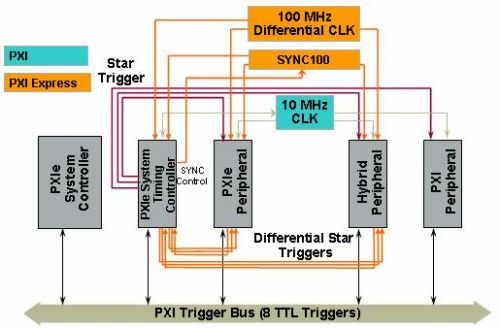 100 MHz
Differential CLK
PXI
PXI Express
Star
Trigger
SYNC100
10 MHz
CLK
PXIe
System
Controller
PXIe System
Timing
Controller
SYNC
Control
PXIe
Peripheral
Hybrid
Peripheral
PXI
Peripheral
Differential Star
Triggers
PXI Trigger Bus (8 TTL Triggers)